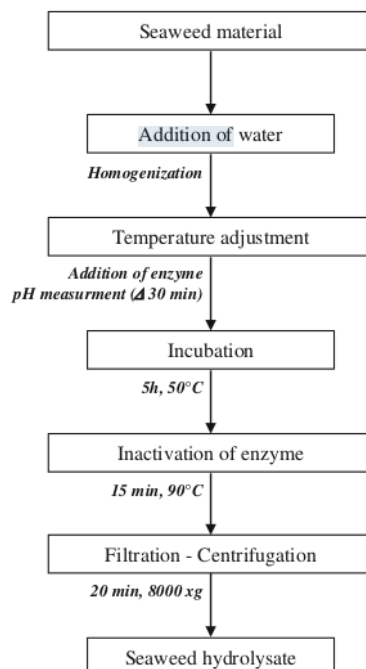 Seaweed material
Addition of water
Homogenization
Temperature adjustment
Addition of enzyme
pH measurment (Δ 30 min)
Incubation
5h, 50°C
Inactivation of enzyme
15 min, 90°C
Filtration - Centrifugation
20 min, 8000 xg
Seaweed hydrolysate